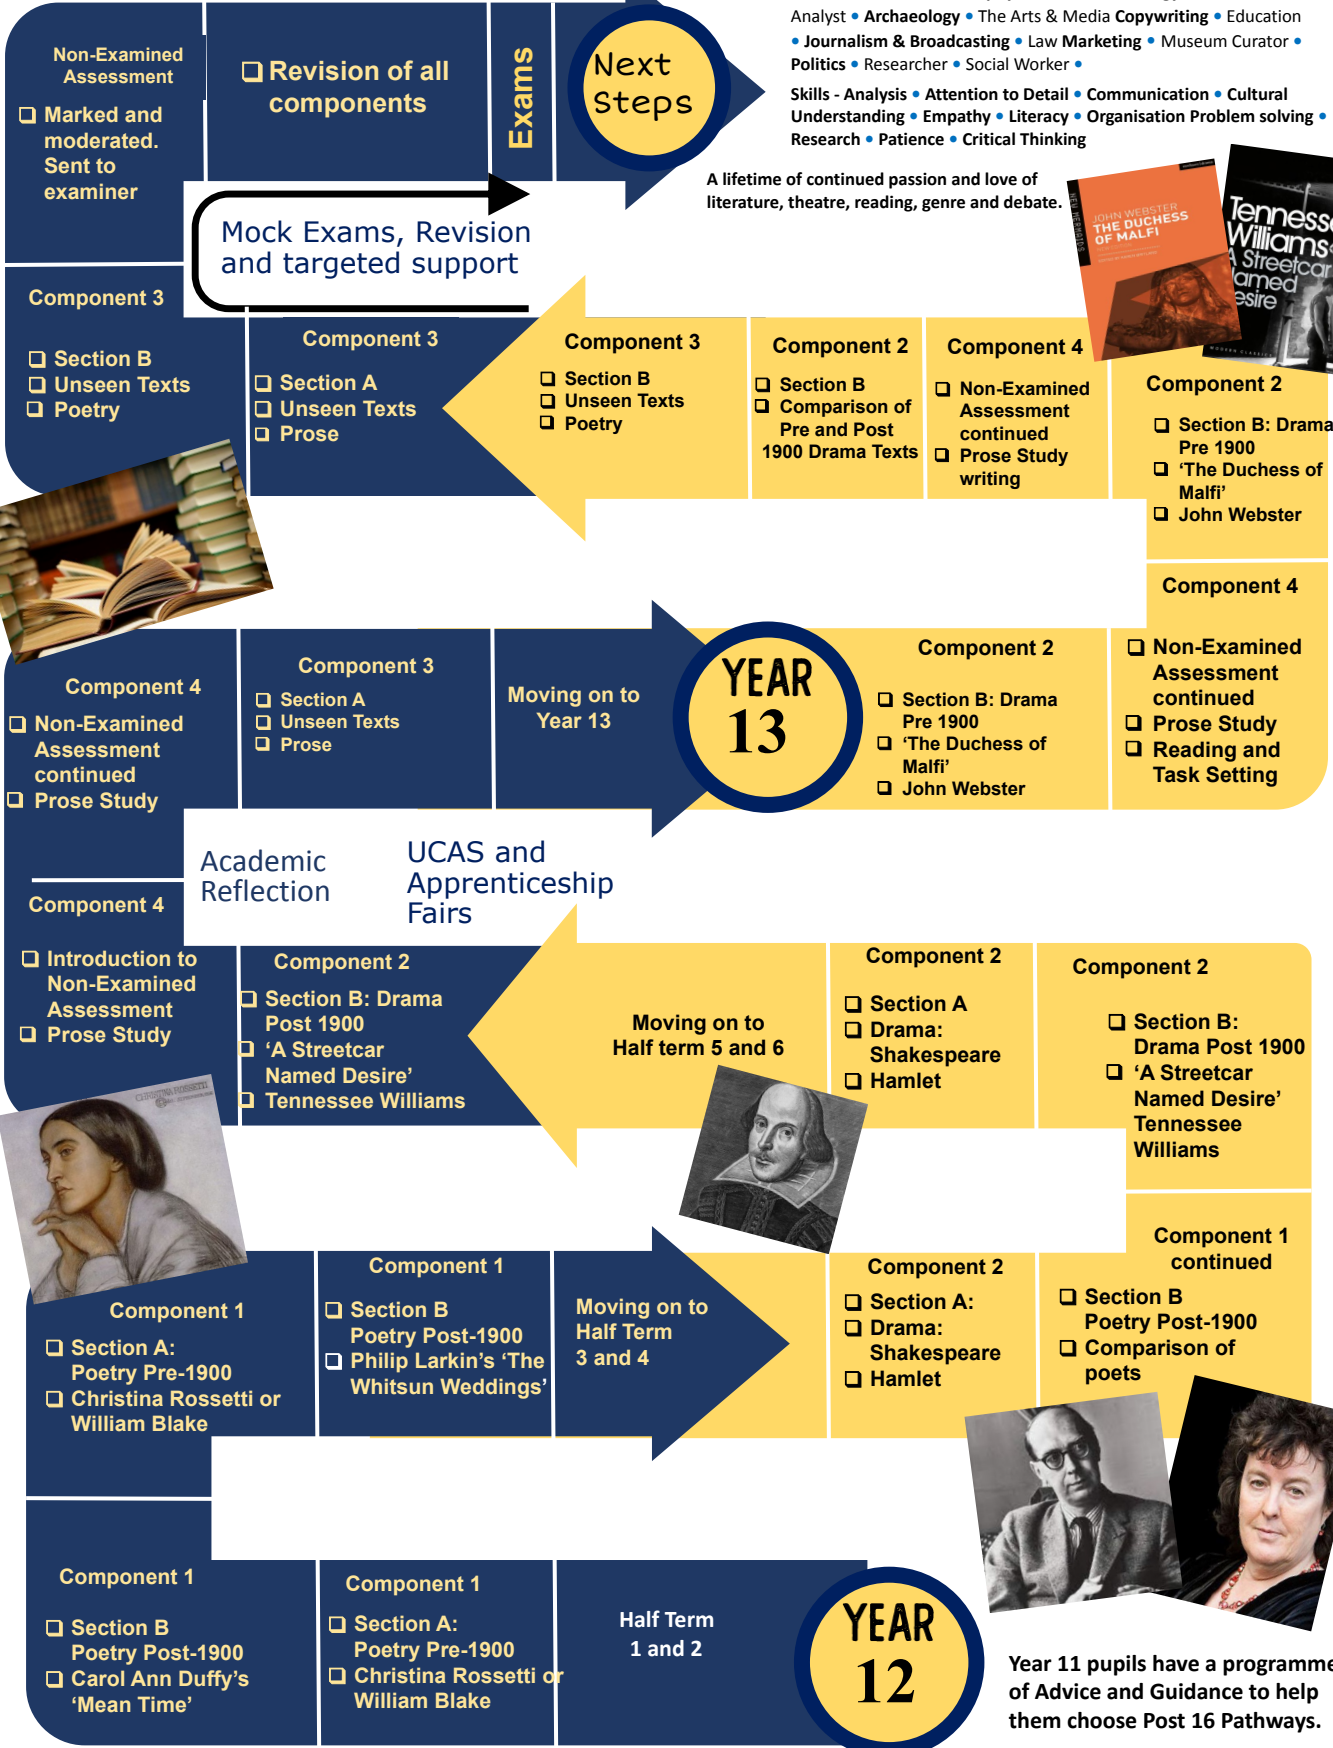 Analyst • Archaeology • The Arts & Media Copywriting • Education
• Journalism & Broadcasting • Law Marketing • Museum Curator •
Politics • Researcher • Social Worker •
Skills - Analysis • Attention to Detail • Communication • Cultural
Understanding • Empathy • Literacy • Organisation Problem solving •
Research • Patience • Critical Thinking
A lifetime of continued passion and love of
literature, theatre, reading, genre and debate.
Non-Examined
Assessment
❑ Marked and
moderated.
Sent to
examiner
❑ Revision of all
components
Exams
Next
Steps
Mock Exams, Revision
and targeted support
NEW MERMAIDS
JOHN WEBSTER
THE DUCHESS
OF MALFI
Williams
A Streetcar
MODERN CLASSICS
Component 3
❑ Section B
❑ Unseen Texts
❑ Poetry
Component 3
❑ Section A
❑ Unseen Texts
❑ Prose
Component 3
❑ Section B
❑ Unseen Texts
❑ Poetry
Component 2
❑ Section B
❑ Comparison of
Pre and Post
1900 Drama Texts
Component 4
❑ Non-Examined
Assessment
continued
❑ Prose Study
writing
Component 2
❑ Section B: Drama
Pre 1900
❑ ‘The Duchess of
Malfi’
❑ John Webster
Component 4
❑ Non-Examined
Assessment
continued
❑ Prose Study
❑ Reading and
Task Setting
Component 4
❑ Non-Examined
Assessment
continued
❑ Prose Study
Component 3
❑ Section A
❑ Unseen Texts
❑ Prose
Moving on to
Year 13
YEAR
13
Component 2
❑ Section B: Drama
Pre 1900
❑ ‘The Duchess of
Malfi’
❑ John Webster
Academic
Reflection
UCAS and
Apprenticeship
Fairs
Component 4
❑ Introduction to
Non-Examined
Assessment
❑ Prose Study
Component 2
❑ Section B: Drama
Post 1900
❑ ‘A Streetcar
Named Desire’
❑ Tennessee Williams
Moving on to
Half term 5 and 6
Component 2
❑ Section A
❑ Drama:
Shakespeare
❑ Hamlet
Component 2
❑ Section B:
Drama Post 1900
❑ ‘A Streetcar
Named Desire’
Tennessee
Williams
CHRISTINA ROSSETTI
Component 1
❑ Section A:
Poetry Pre-1900
❑ Christina Rossetti or
William Blake
Component 1
❑ Section B
Poetry Post-1900
❑ Philip Larkin’s ‘The
Whitsun Weddings’
Moving on to
Half Term
3 and 4
Component 2
❑ Section A:
❑ Drama:
Shakespeare
❑ Hamlet
Component 1
continued
❑ Section B
Poetry Post-1900
❑ Comparison of
poets
Component 1
❑ Section B
Poetry Post-1900
❑ Carol Ann Duffy’s
‘Mean Time’
Component 1
❑ Section A:
Poetry Pre-1900
❑ Christina Rossetti or
William Blake
Half Term
1 and 2
YEAR
12
Year 11 pupils have a programme
of Advice and Guidance to help
them choose Post 16 Pathways.